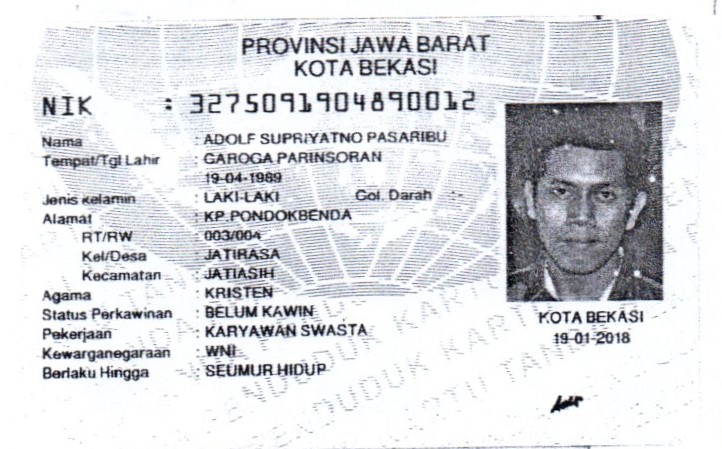 PROVINSI JAWA BARAT
KOTA BEKASI
NIK : 3275091904890012
Nama : ADOLF SUPRIYATNO PASARIBU
Tempat/Tgl Lahir : GAROGA PARINSORAN
19-04-1989
Jenis Kelamin : LAKI-LAKI Gol. Darah : -
Alamat : KP.PONDOKBENDA
RT/RW : 003/004
Kel/Desa : JATIRASA
Kecamatan : JATIASIH
Agama : KRISTEN
Status Perkawinan : BELUM KAWIN
Pekerjaan : KARYAWAN SWASTA
Kewarganegaraan : WNI
Berlaku Hingga : SEUMUR HIDUP
KOTA BEKASI
19-01-2018